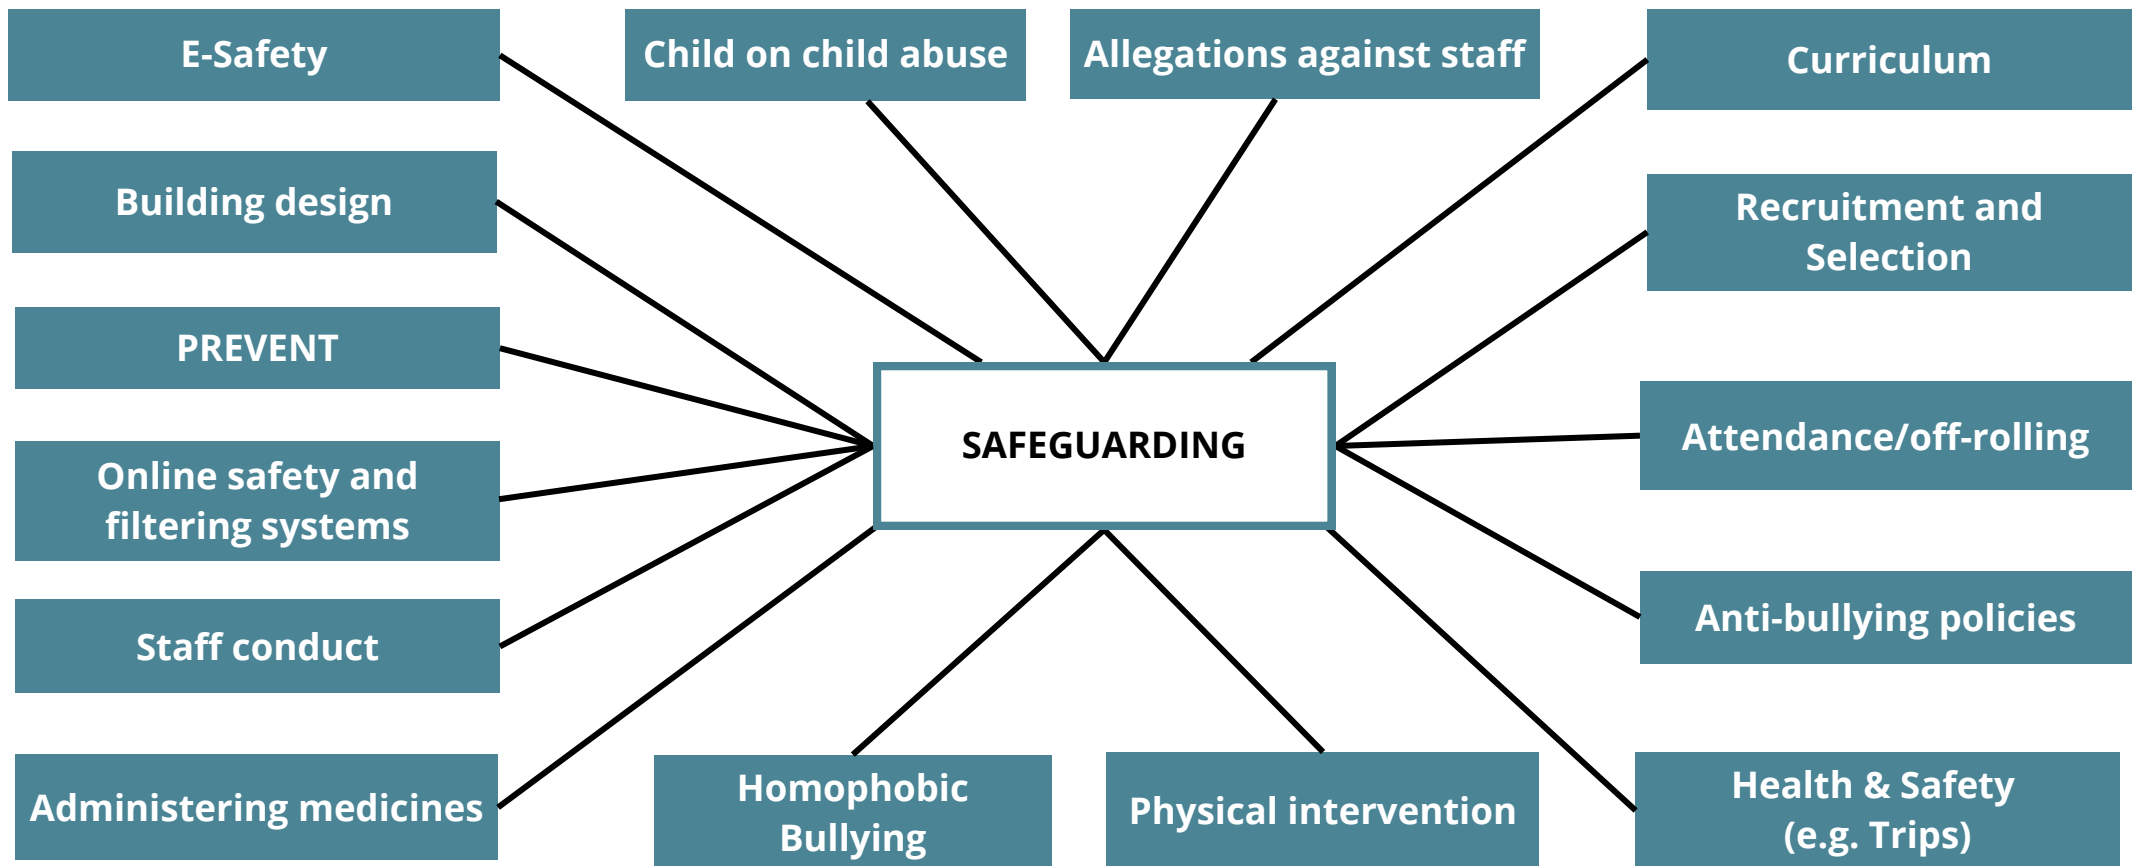 E-Safety
Child on child abuse
Allegations against staff
Curriculum
Building design
Recruitment and
Selection
PREVENT
SAFEGUARDING
Attendance/off-rolling
Online safety and
filtering systems
Staff conduct
Anti-bullying policies
Administering medicines
Homophobic
Bullying
Physical intervention
Health & Safety
(e.g. Trips)